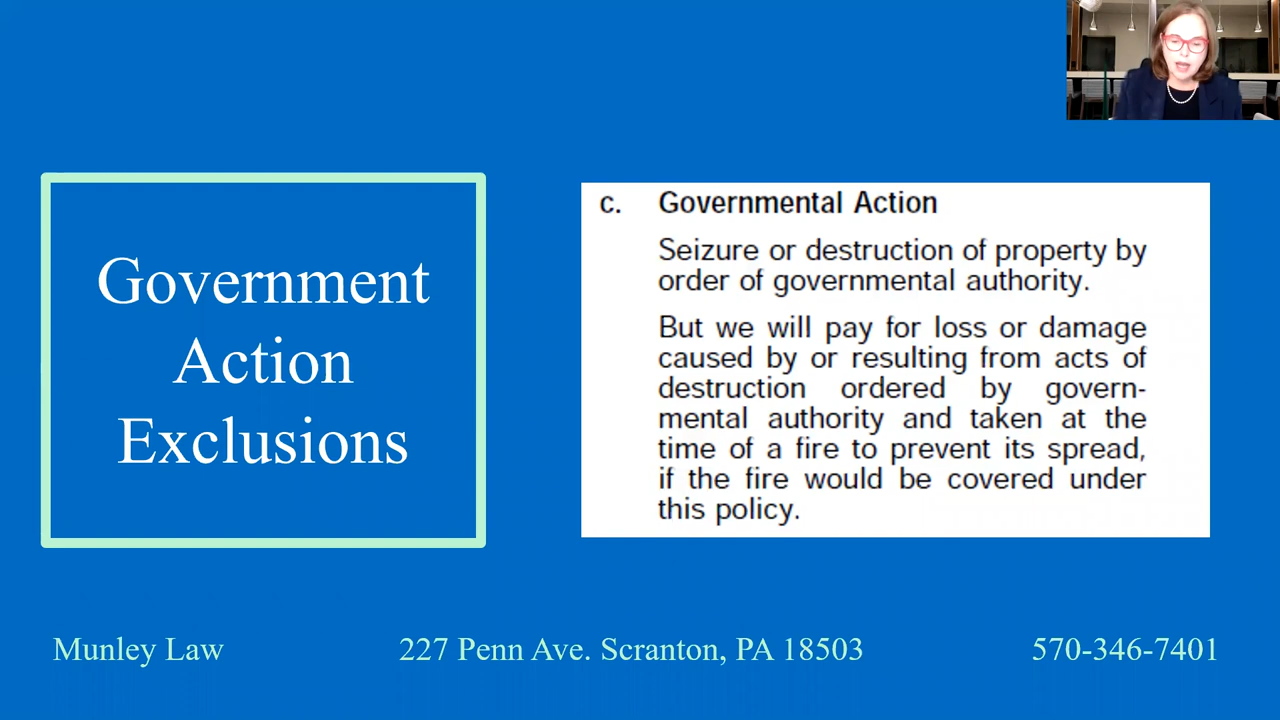 Government
Action
Exclusions
c. Governmental Action
Seizure or destruction of property by
order of governmental authority.
But we will pay for loss or damage
caused by or resulting from acts of
destruction ordered by govern-
mental authority and taken at the
time of a fire to prevent its spread,
if the fire would be covered under
this policy.
Munley Law
227 Penn Ave. Scranton, PA 18503
570-346-7401